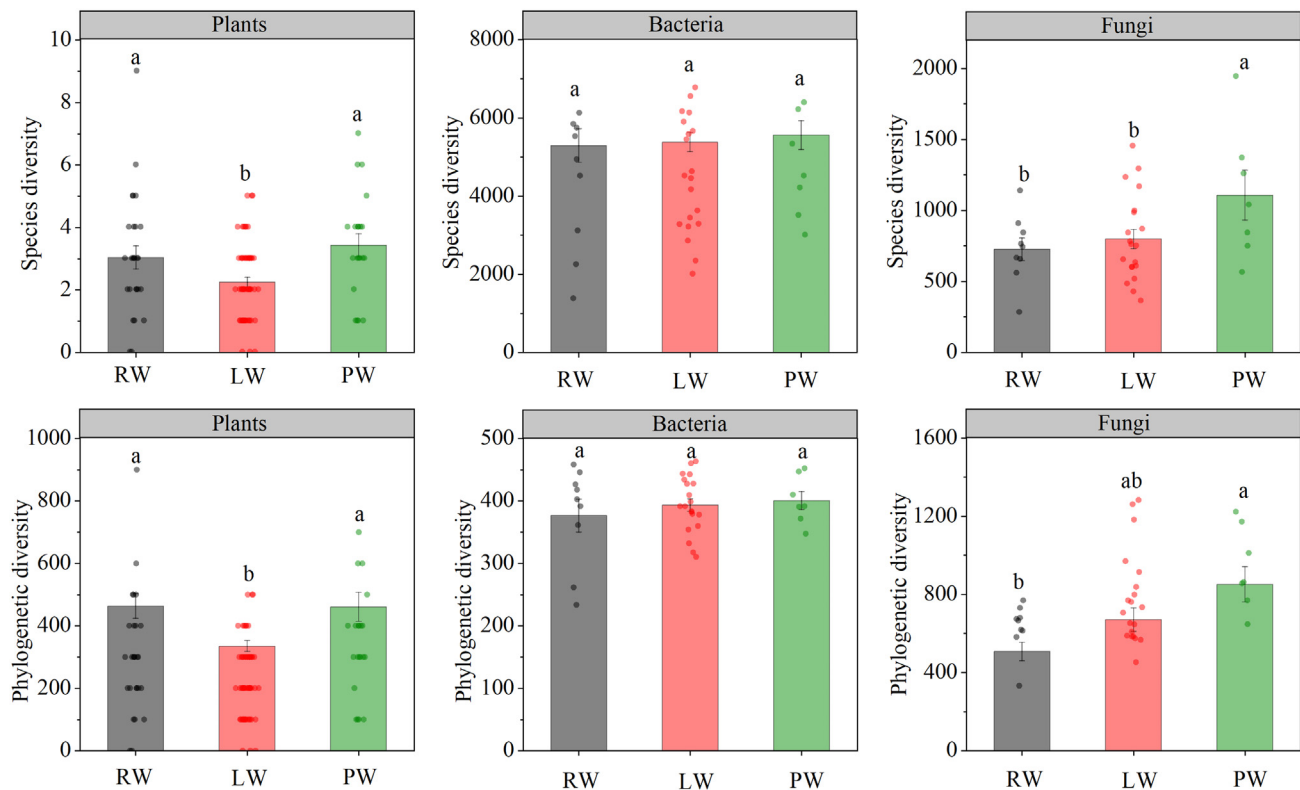 Plants
Species diversity
10
8
6
4
2
0
a
b
a
RW LW PW
Bacteria
Species diversity
8000
6000
4000
2000
0
a
a
a
RW LW PW
Fungi
Species diversity
2000
1500
1000
500
0
b
b
a
RW LW PW
Plants
Phylogenetic diversity
1000
800
600
400
200
0
a
b
a
RW LW PW
Bacteria
Phylogenetic diversity
500
400
300
200
100
0
a
a
a
RW LW PW
Fungi
Phylogenetic diversity
1600
1200
800
400
0
b
ab
a
RW LW PW